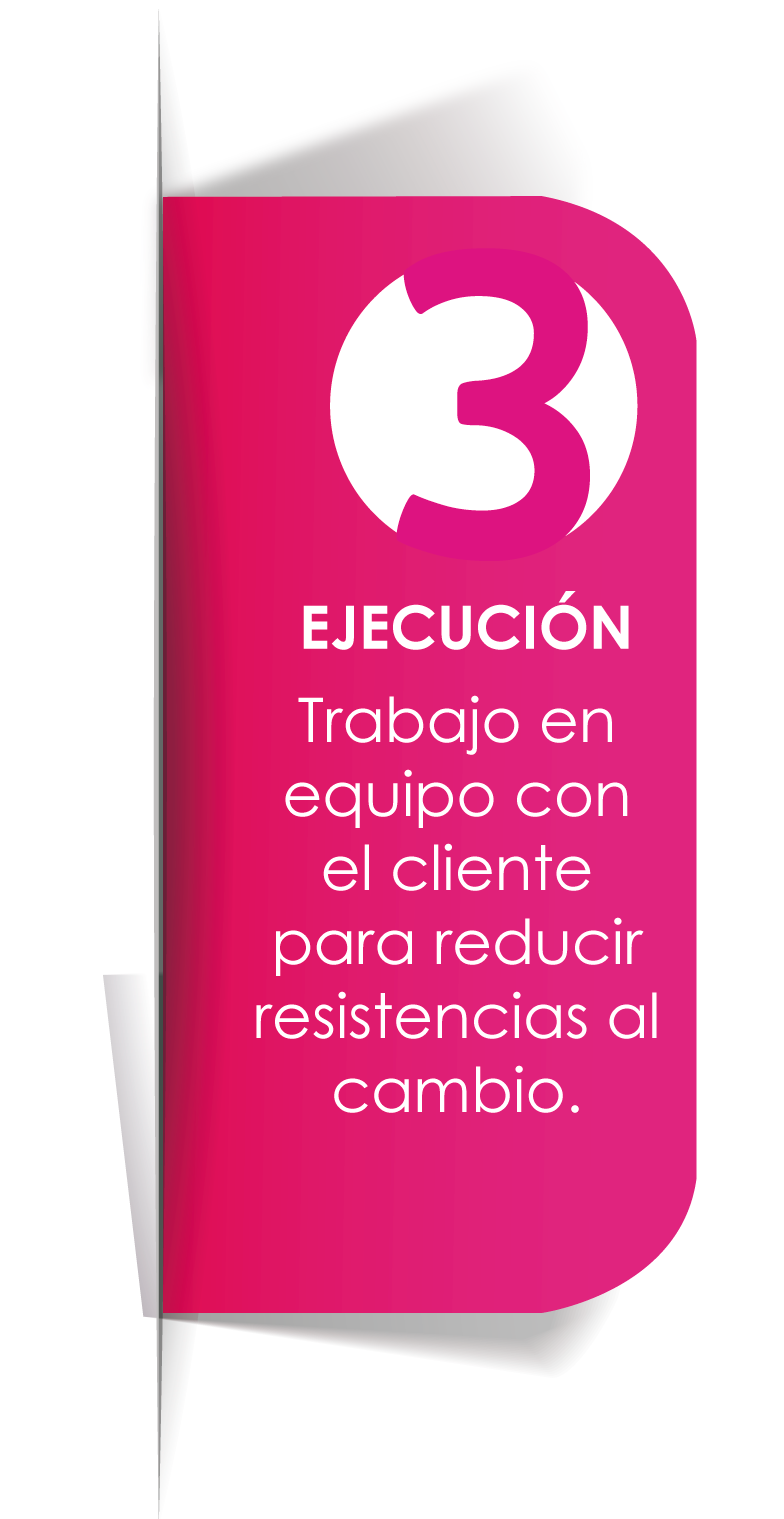 3
EJECUCIÓN
Trabajo en
equipo con
el cliente
para reducir
resistencias al
cambio.